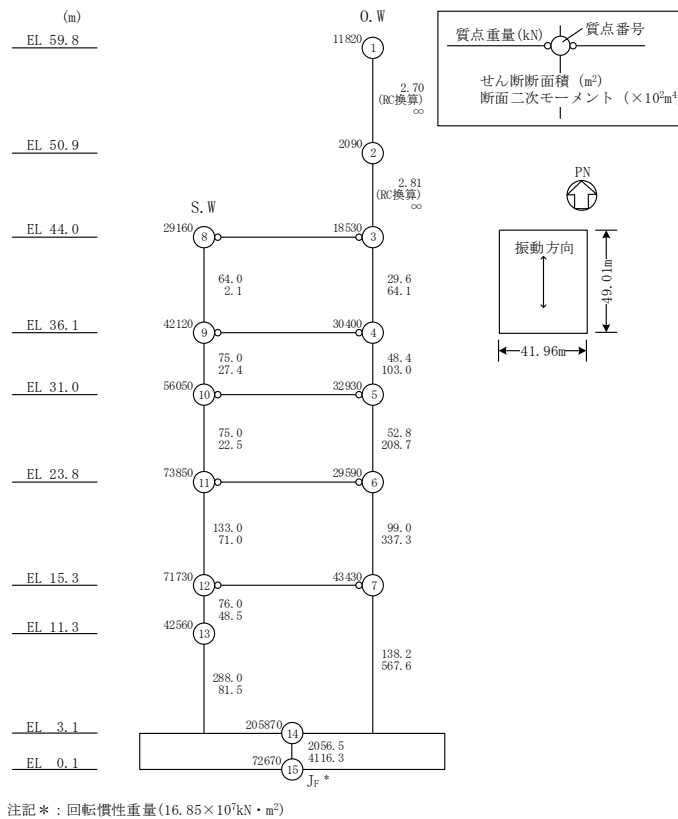 (m)
O.W
EL 59.8
11820
1
質点重量(kN)
質点番号
せん断断面積 (m²)
断面二次モーメント (×10²m⁴)
2.70
(RC換算)
∞
EL 50.9
2090
2
2.81
(RC換算)
∞
PN
S.W
EL 44.0
29160
8
18530
3
振動方向
49.01m
41.96m
64.0
2.1
29.6
64.1
EL 36.1
42120
9
30400
4
75.0
27.4
48.4
103.0
EL 31.0
56050
10
32930
5
75.0
22.5
52.8
208.7
EL 23.8
73850
11
29590
6
133.0
71.0
99.0
337.3
EL 15.3
71730
12
43430
7
76.0
48.5
EL 11.3
42560
13
288.0
81.5
138.2
567.6
EL 3.1
205870
14
2056.5
4116.3
EL 0.1
72670
15
J_F *
注記＊：回転慣性重量(16.85×10⁷kN・m²)